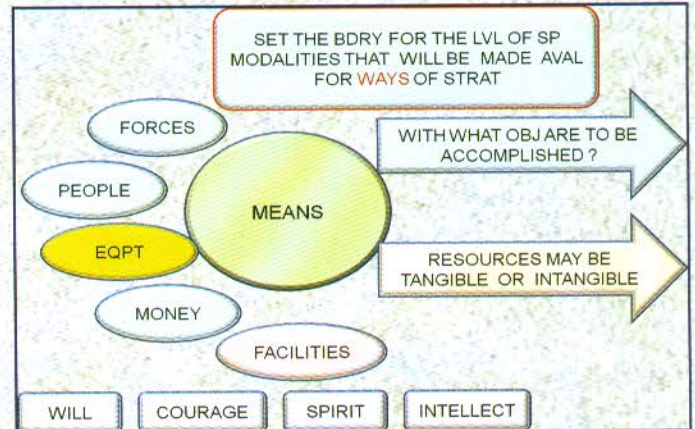 SET THE BDRY FOR THE LVL OF SP
MODALITIES THAT WILL BE MADE AVAL
FOR WAYS OF STRAT
FORCES
WITH WHAT OBJ ARE TO BE
ACCOMPLISHED ?
PEOPLE
MEANS
EQPT
RESOURCES MAY BE
TANGIBLE OR INTANGIBLE
MONEY
FACILITIES
WILL
COURAGE
SPIRIT
INTELLECT